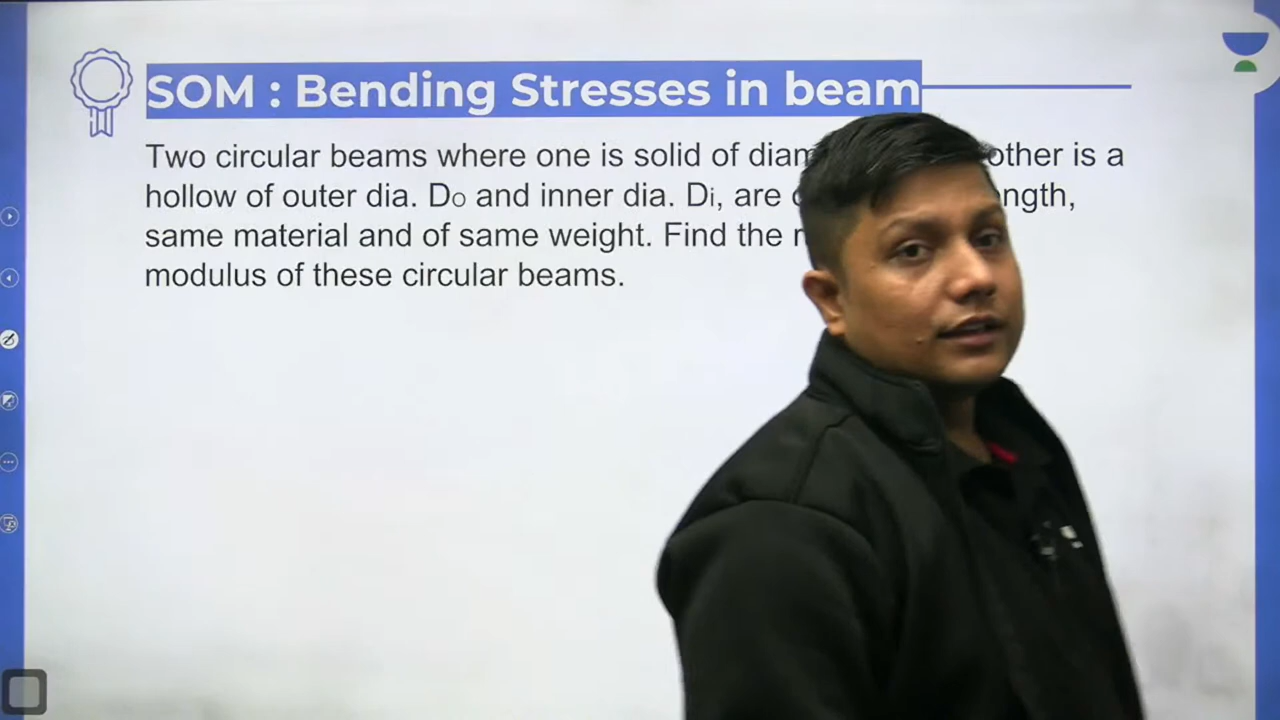 SOM : Bending Stresses in beam
Two circular beams where one is solid of other is a
hollow of outer dia. Do and inner dia. Di, are
same material and of same weight. Find the
modulus of these circular beams.